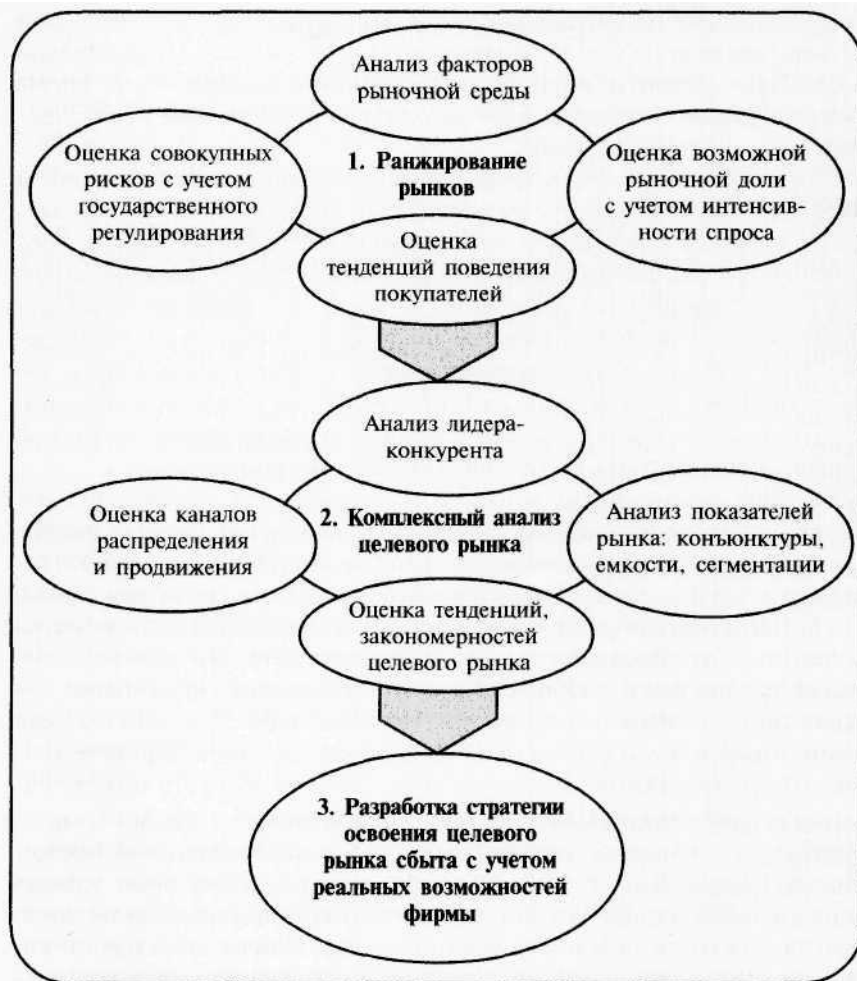 Анализ факторов
рыночной среды
Оценка совокупных
рисков с учетом
государственного
регулирования
1. Ранжирование
рынков
Оценка возможной
рыночной доли
с учетом интенсив-
ности спроса
Оценка
тенденций поведения
покупателей
Анализ лидера-
конкурента
Оценка каналов
распределения
и продвижения
2. Комплексный анализ
целевого рынка
Анализ показателей
рынка: конъюнктуры,
емкости, сегментации
Оценка тенденций,
закономерностей
целевого рынка
3. Разработка стратегии
освоения целевого
рынка сбыта с учетом
реальных возможностей
фирмы